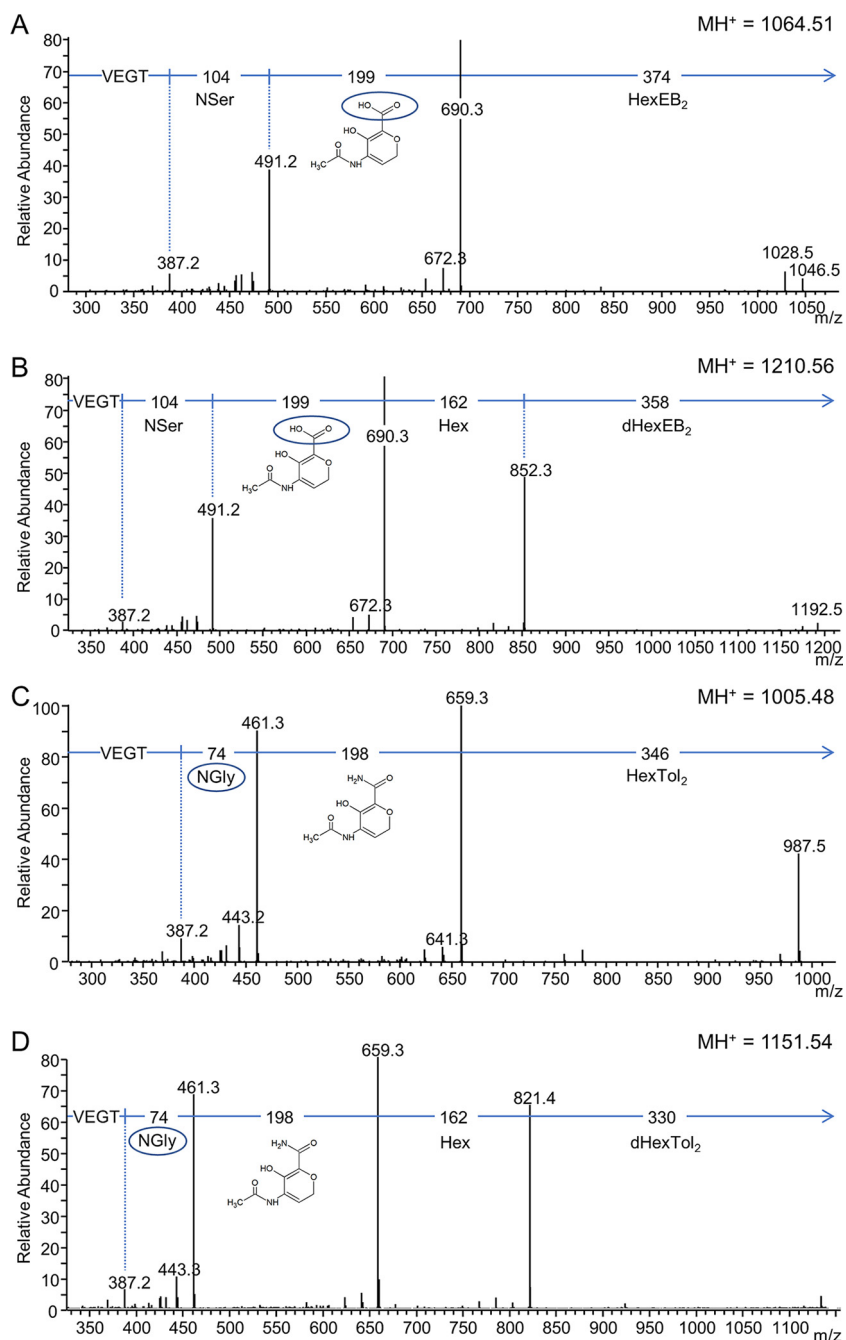 A
MH⁺ = 1064.51
VEGT 104 199 374
NSer HexEB₂
HO O
HO O
O
H₃C NH
690.3
491.2
387.2
672.3
1028.5
1046.5
Relative Abundance
80
70
60
50
40
30
20
10
0
300 350 400 450 500 550 600 650 700 750 800 850 900 950 1000 1050
m/z
B
MH⁺ = 1210.56
VEGT 104 199 162 358
NSer Hex dHexEB₂
HO O
HO O
O
H₃C NH
690.3
852.3
491.2
387.2
672.3
1192.5
Relative Abundance
80
70
60
50
40
30
20
10
0
350 400 450 500 550 600 650 700 750 800 850 900 950 1000 1050 1100 1150 1200
m/z
C
MH⁺ = 1005.48
659.3
461.3
VEGT 74 198 346
NGly HexTol₂
H₂N O
HO O
O
H₃C NH
987.5
387.2
443.2
641.3
Relative Abundance
100
80
60
40
20
0
300 350 400 450 500 550 600 650 700 750 800 850 900 950 1000
m/z
D
MH⁺ = 1151.54
659.3
461.3
821.4
VEGT 74 198 162 330
NGly Hex dHexTol₂
H₂N O
HO O
O
H₃C NH
387.2
443.3
Relative Abundance
80
70
60
50
40
30
20
10
0
350 400 450 500 550 600 650 700 750 800 850 900 950 1000 1050 1100
m/z